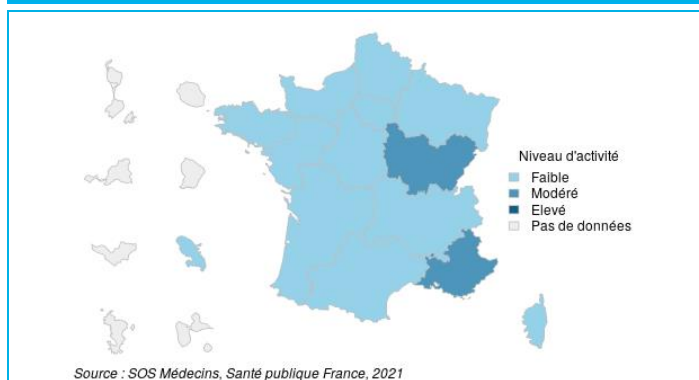 Niveau d'activité
Faible
Modéré
Elevé
Pas de données
Source : SOS Médecins, Santé publique France, 2021